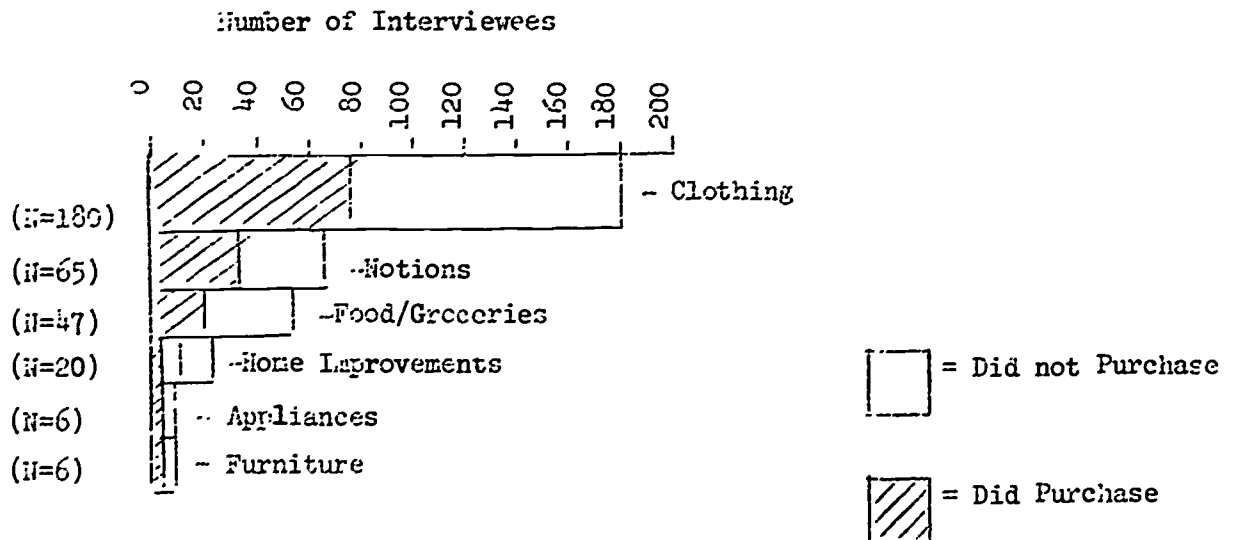 Number of Interviewees
0 20 40 60 80 100 120 140 160 180 200
(N=180) - Clothing
(N=65) -Notions
(N=47) -Food/Groceries
(N=20) -Home Improvements
(N=6) - Appliances
(N=6) - Furniture
= Did not Purchase
= Did Purchase